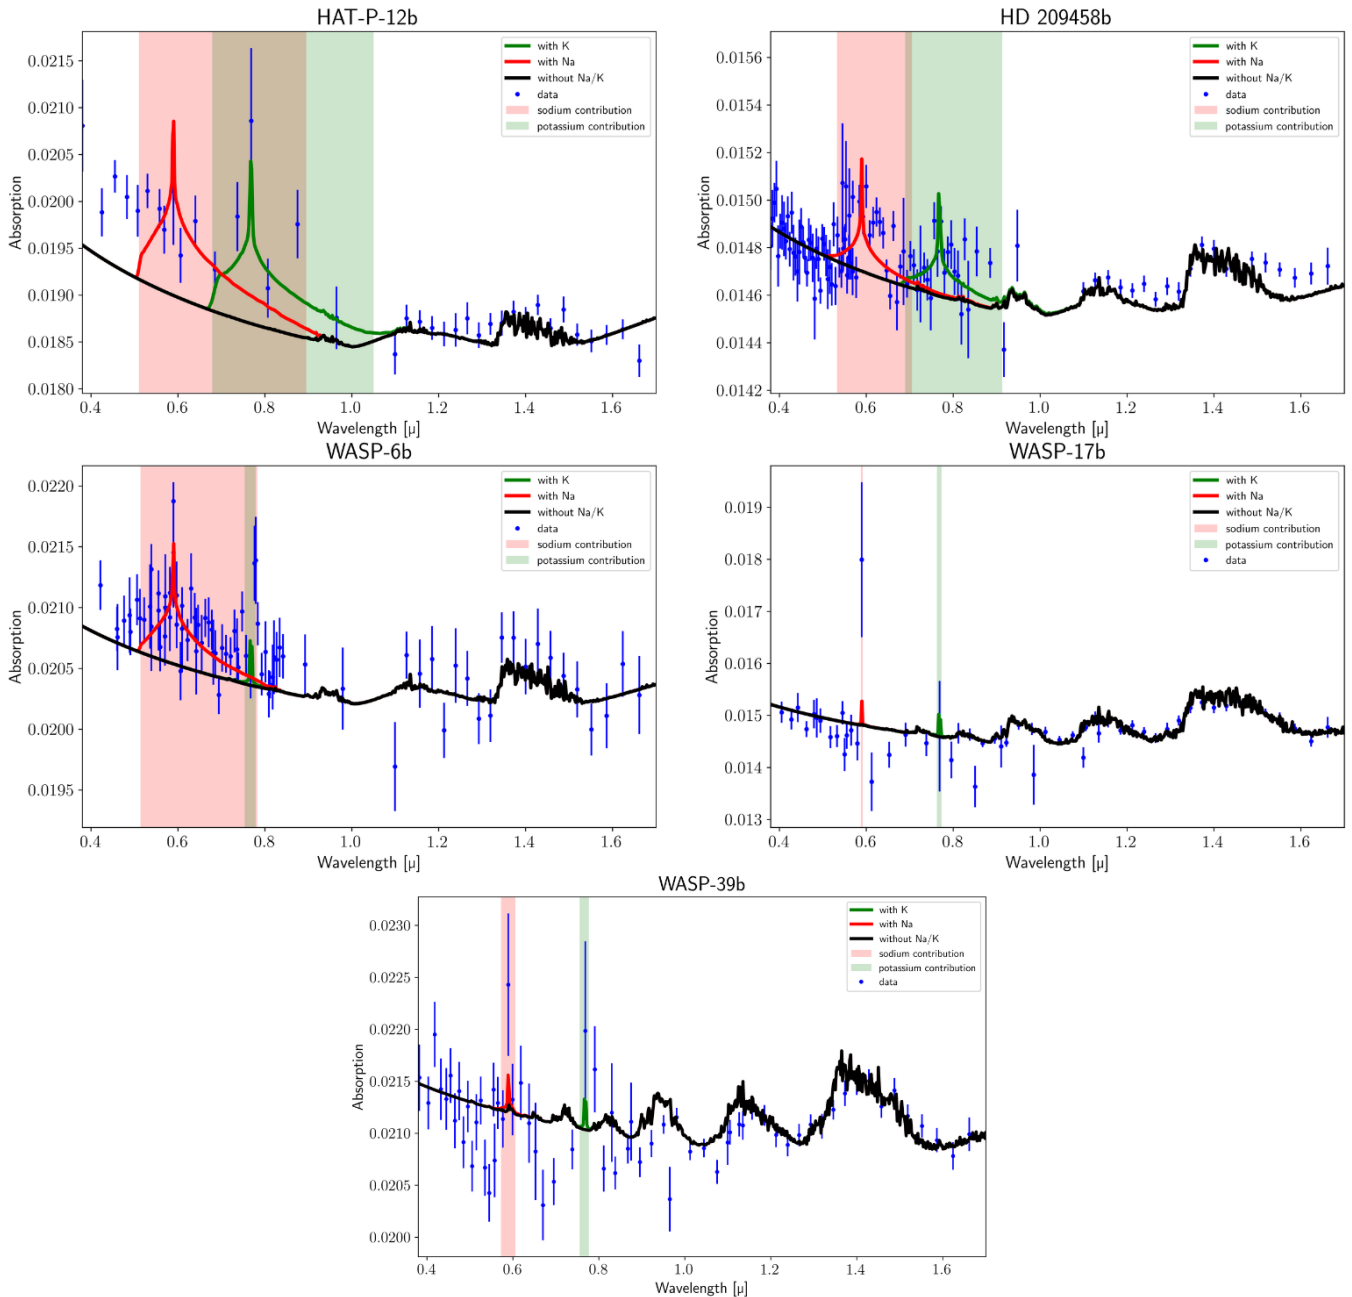 HAT-P-12b
Absorption
0.0215
0.0210
0.0205
0.0200
0.0195
0.0190
0.0185
0.0180
with K
with Na
without Na/K
data
sodium contribution
potassium contribution
0.4 0.6 0.8 1.0 1.2 1.4 1.6
Wavelength [μ]
HD 209458b
Absorption
0.0156
0.0154
0.0152
0.0150
0.0148
0.0146
0.0144
0.0142
with K
with Na
without Na/K
data
sodium contribution
potassium contribution
0.4 0.6 0.8 1.0 1.2 1.4 1.6
Wavelength [μ]
WASP-6b
Absorption
0.0220
0.0215
0.0210
0.0205
0.0200
0.0195
with K
with Na
without Na/K
data
sodium contribution
potassium contribution
0.4 0.6 0.8 1.0 1.2 1.4 1.6
Wavelength [μ]
WASP-17b
Absorption
0.019
0.018
0.017
0.016
0.015
0.014
0.013
with K
with Na
without Na/K
sodium contribution
potassium contribution
data
0.4 0.6 0.8 1.0 1.2 1.4 1.6
Wavelength [μ]
WASP-39b
Absorption
0.0230
0.0225
0.0220
0.0215
0.0210
0.0205
0.0200
with K
with Na
without Na/K
sodium contribution
potassium contribution
data
0.4 0.6 0.8 1.0 1.2 1.4 1.6
Wavelength [μ]